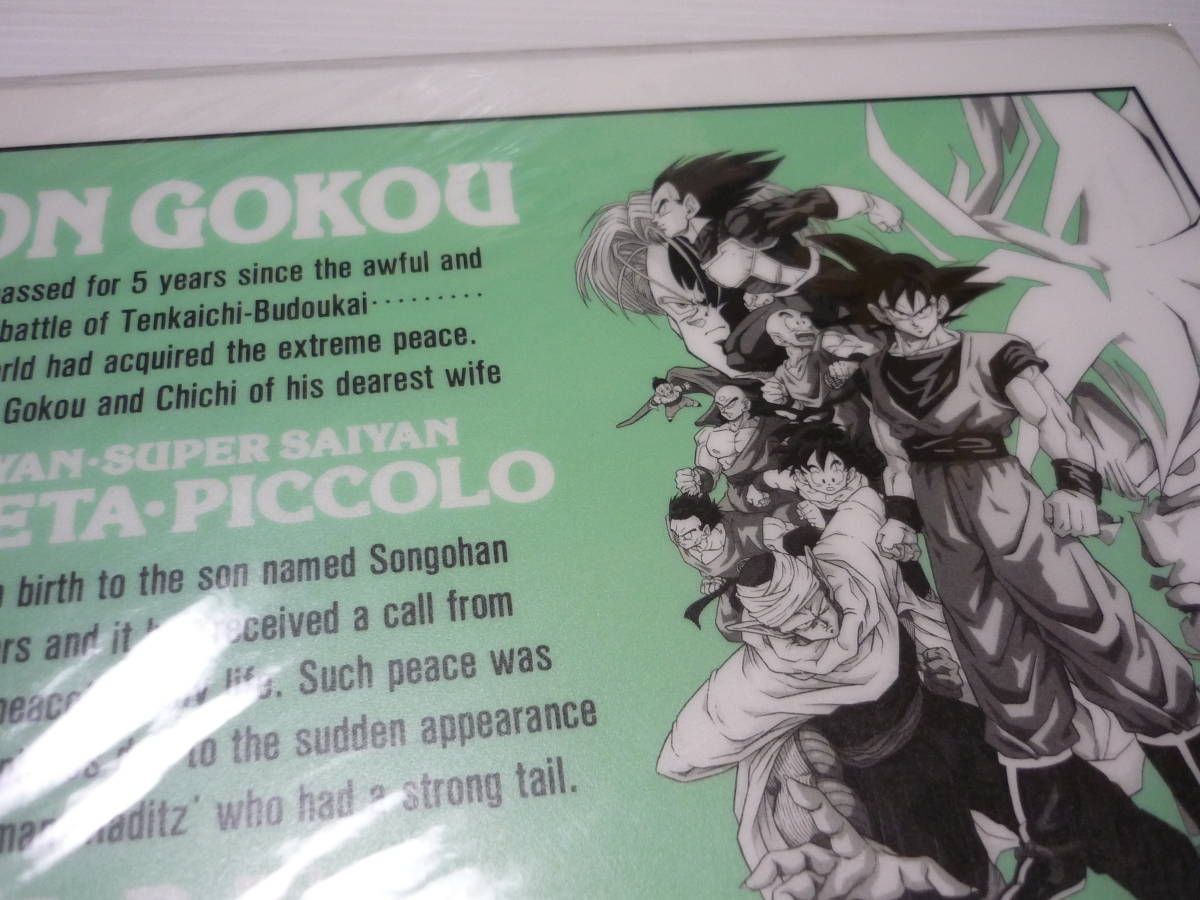 ON GOKOU
assed for 5 years since the awful and
battle of Tenkaichi-Budoukai·········
rld had acquired the extreme peace.
Gokou and Chichi of his dearest wife
YAN·SUPER SAIYAN
ETA·PICCOLO
birth to the son named Songohan
rs and it received a call from
life. Such peace was
to the sudden appearance
who had a strong tail.